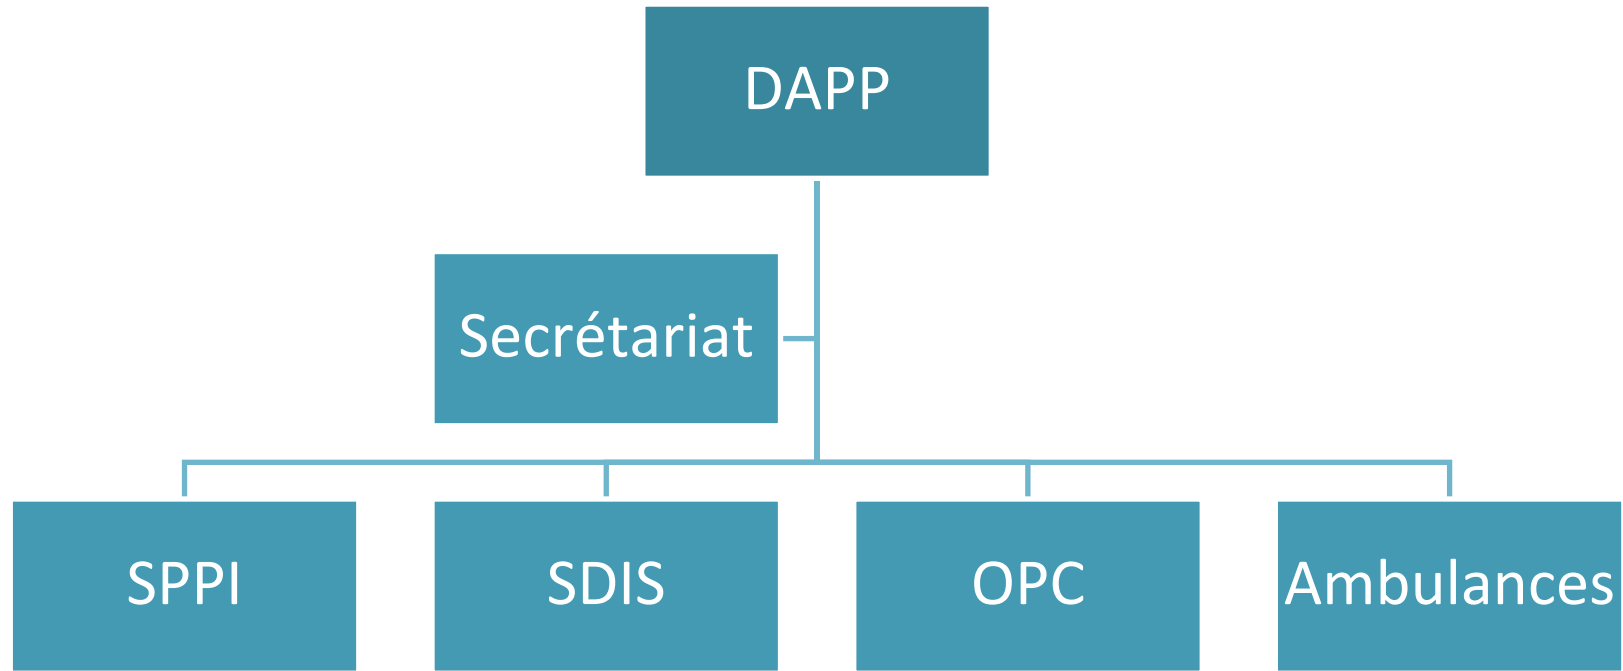 DAPP
Secrétariat
SPPI
SDIS
OPC
Ambulances